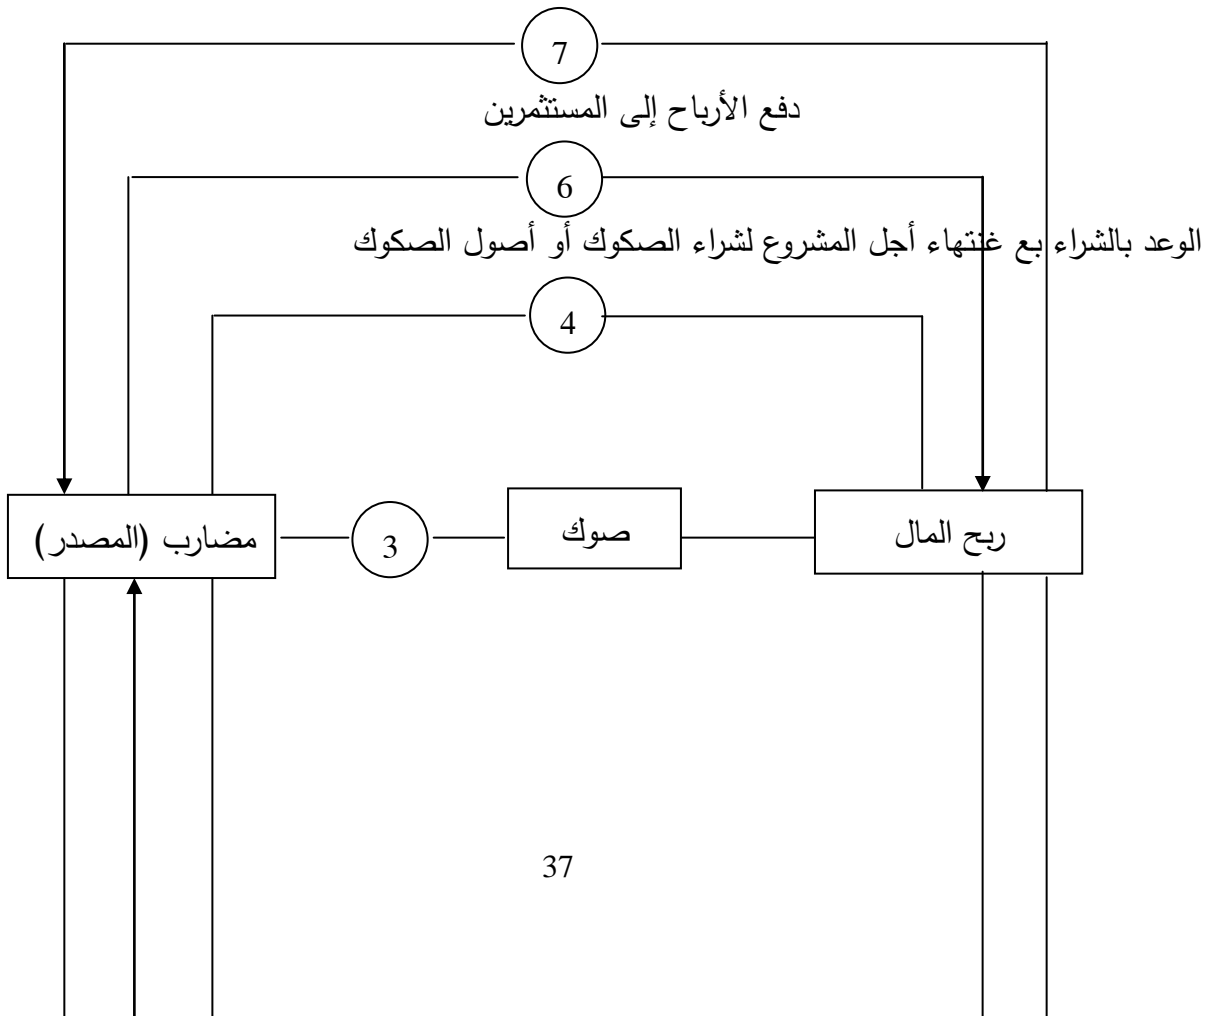 7
دفع الأرباح إلى المستثمرين
6
الوعد بالشراء بع غنتهاء أجل المشروع لشراء الصكوك أو أصول الصكوك
4
ربح المال
صوك
3
مضارب (المصدر)
37